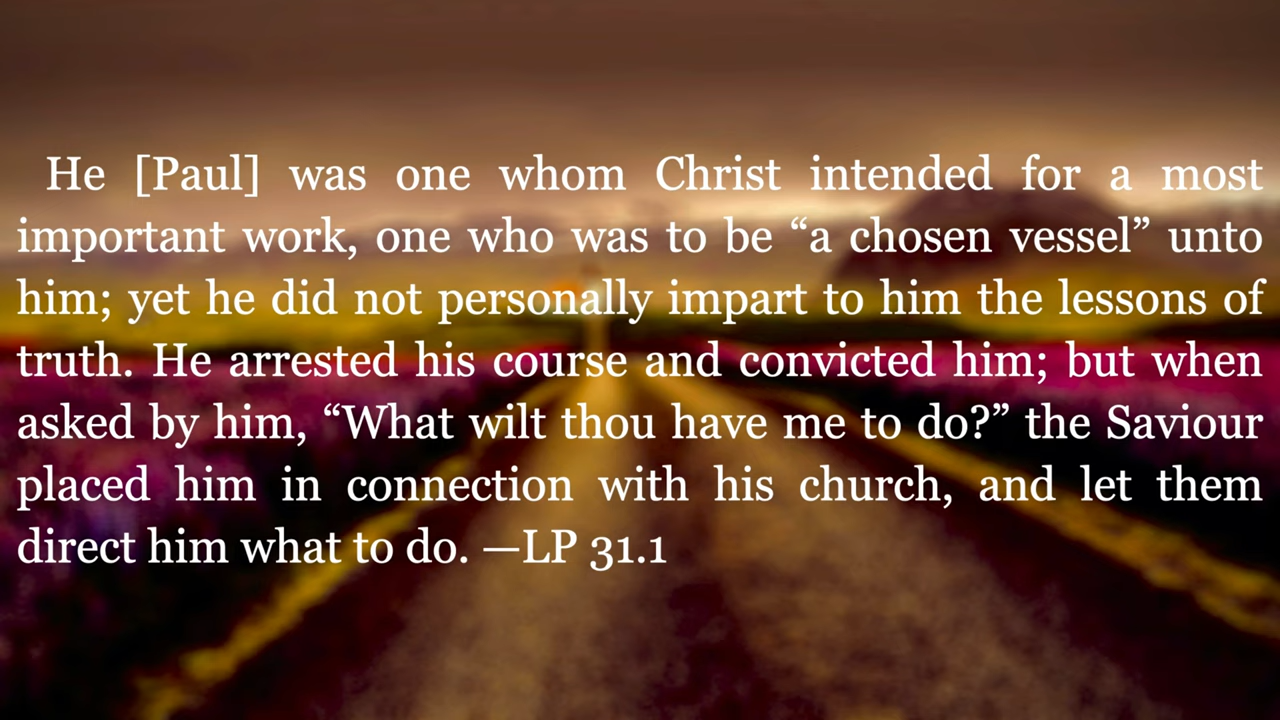 He [Paul] was one whom Christ intended for a most
important work, one who was to be “a chosen vessel” unto
him; yet he did not personally impart to him the lessons of
truth. He arrested his course and convicted him; but when
asked by him, “What wilt thou have me to do?” the Saviour
placed him in connection with his church, and let them
direct him what to do. —LP 31.1